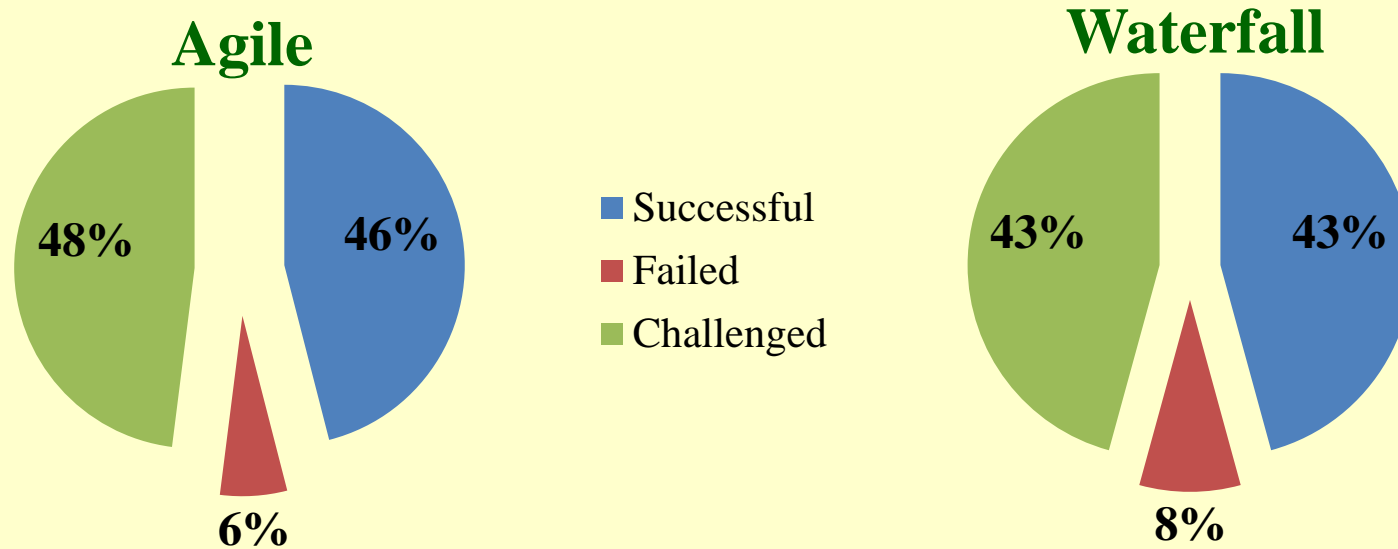 Agile
48%
46%
6%
Successful
Failed
Challenged
Waterfall
43%
43%
8%